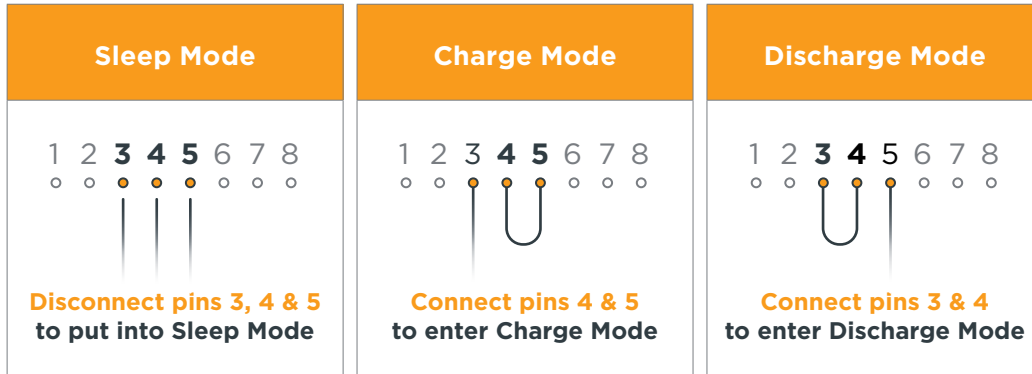 Sleep Mode
1 2 3 4 5 6 7 8
Disconnect pins 3, 4 & 5
to put into Sleep Mode
Charge Mode
1 2 3 4 5 6 7 8
Connect pins 4 & 5
to enter Charge Mode
Discharge Mode
1 2 3 4 5 6 7 8
Connect pins 3 & 4
to enter Discharge Mode